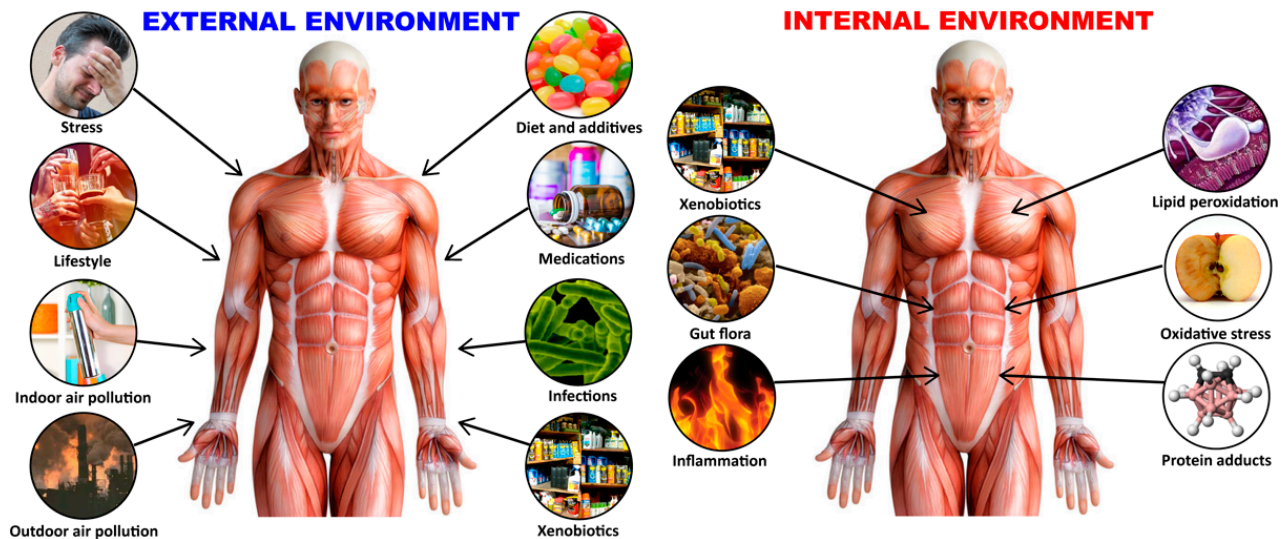 EXTERNAL ENVIRONMENT
Stress
Diet and additives
Lifestyle
Medications
Indoor air pollution
Infections
Outdoor air pollution
Xenobiotics
INTERNAL ENVIRONMENT
Xenobiotics
Lipid peroxidation
Gut flora
Oxidative stress
Inflammation
Protein adducts